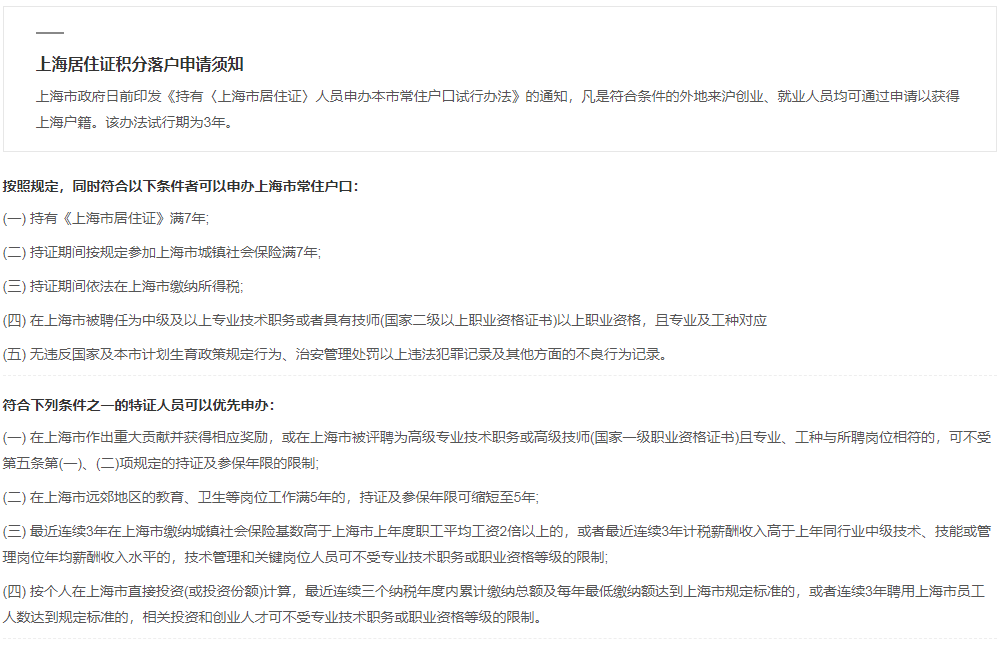 上海居住证积分落户申请须知
上海市政府日前印发《持有〈上海市居住证〉人员申办本市常住户口试行办法》的通知，凡是符合条件的外地来沪创业、就业人员均可通过申请以获得
上海户籍。该办法试行期为3年。
按照规定，同时符合以下条件者可以申办上海市常住户口：
(一) 持有《上海市居住证》满7年;
(二) 持证期间按规定参加上海市城镇社会保险满7年;
(三) 持证期间依法在上海市缴纳所得税;
(四) 在上海市被聘任为中级及以上专业技术职务或者具有技师(国家二级以上职业资格证书)以上职业资格，且专业及工种对应
(五) 无违反国家及本市计划生育政策规定行为、治安管理处罚以上违法犯罪记录及其他方面的不良行为记录。
符合下列条件之一的特证人员可以优先申办：
(一) 在上海市作出重大贡献并获得相应奖励，或在上海市被评聘为高级专业技术职务或高级技师(国家一级职业资格证书)且专业、工种与所聘岗位相符的，可不受
第五条第(一)、(二)项规定的持证及参保年限的限制;
(二) 在上海市远郊地区的教育、卫生等岗位工作满5年的，持证及参保年限可缩短至5年;
(三) 最近连续3年在上海市缴纳城镇社会保险基数高于上海市上年度职工平均工资2倍以上的，或者最近连续3年计税薪酬收入高于上年同行业中级技术、技能或管
理岗位年均薪酬收入水平的，技术管理和关键岗位人员可不受专业技术职务或职业资格等级的限制;
(四) 按个人在上海市直接投资(或投资份额)计算，最近连续三个纳税年度内累计缴纳总额及每年最低缴纳额达到上海市规定标准的，或者连续3年聘用上海市员工
人数达到规定标准的，相关投资和创业人才可不受专业技术职务或职业资格等级的限制。